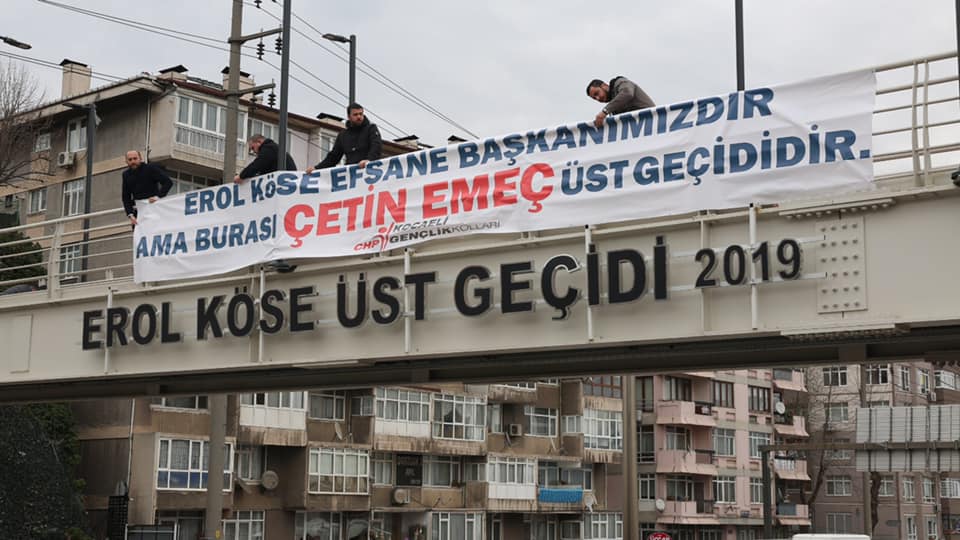 EROL KÖSE EFSANE BAŞKANIMIZDIR
AMA BURASI ÇETİN EMEÇ ÜST GEÇİDİDİR.
CHP KOCAELİ
GENÇLİK KOLLARI
EROL KÖSE ÜST GEÇİDİ 2019